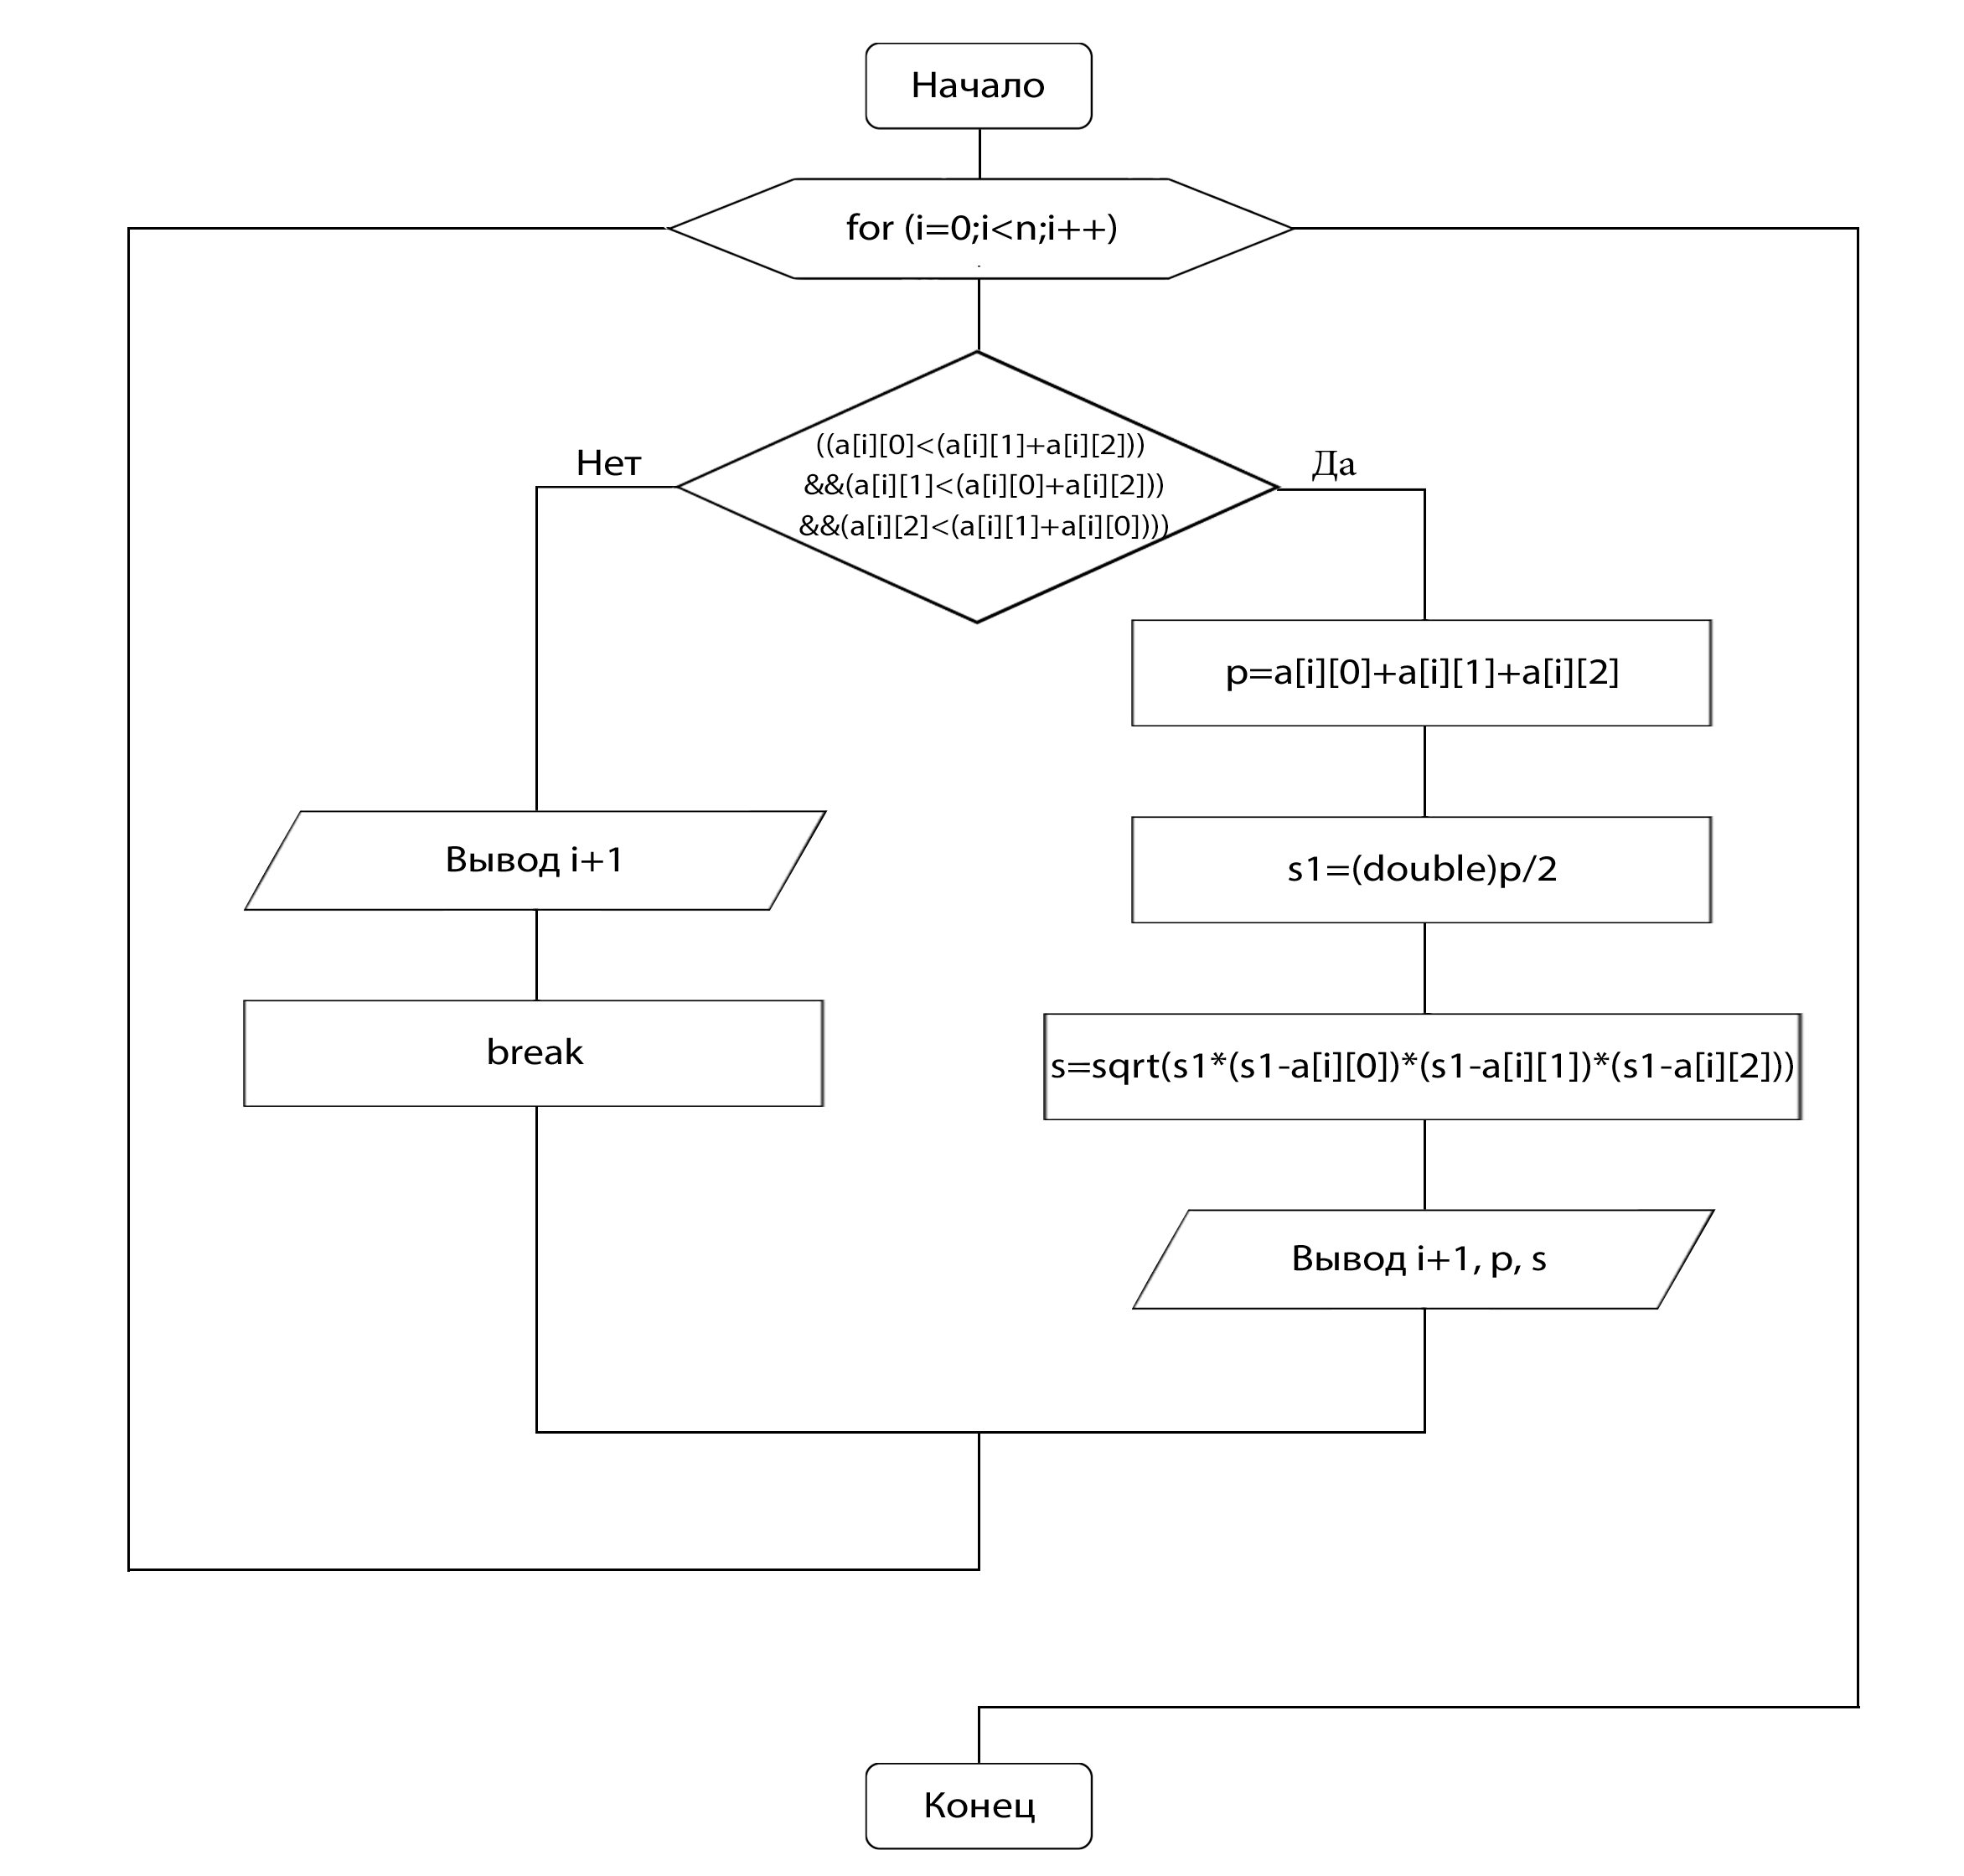 Начало
for (i=0;i<n;i++)
((a[i][0]<(a[i][1]+a[i][2]))
&&(a[i][1]<(a[i][0]+a[i][2]))
&&(a[i][2]<(a[i][1]+a[i][0])))
Нет
Да
p=a[i][0]+a[i][1]+a[i][2]
Вывод i+1
s1=(double)p/2
break
s=sqrt(s1*(s1-a[i][0])*(s1-a[i][1])*(s1-a[i][2]))
Вывод i+1, p, s
Конец